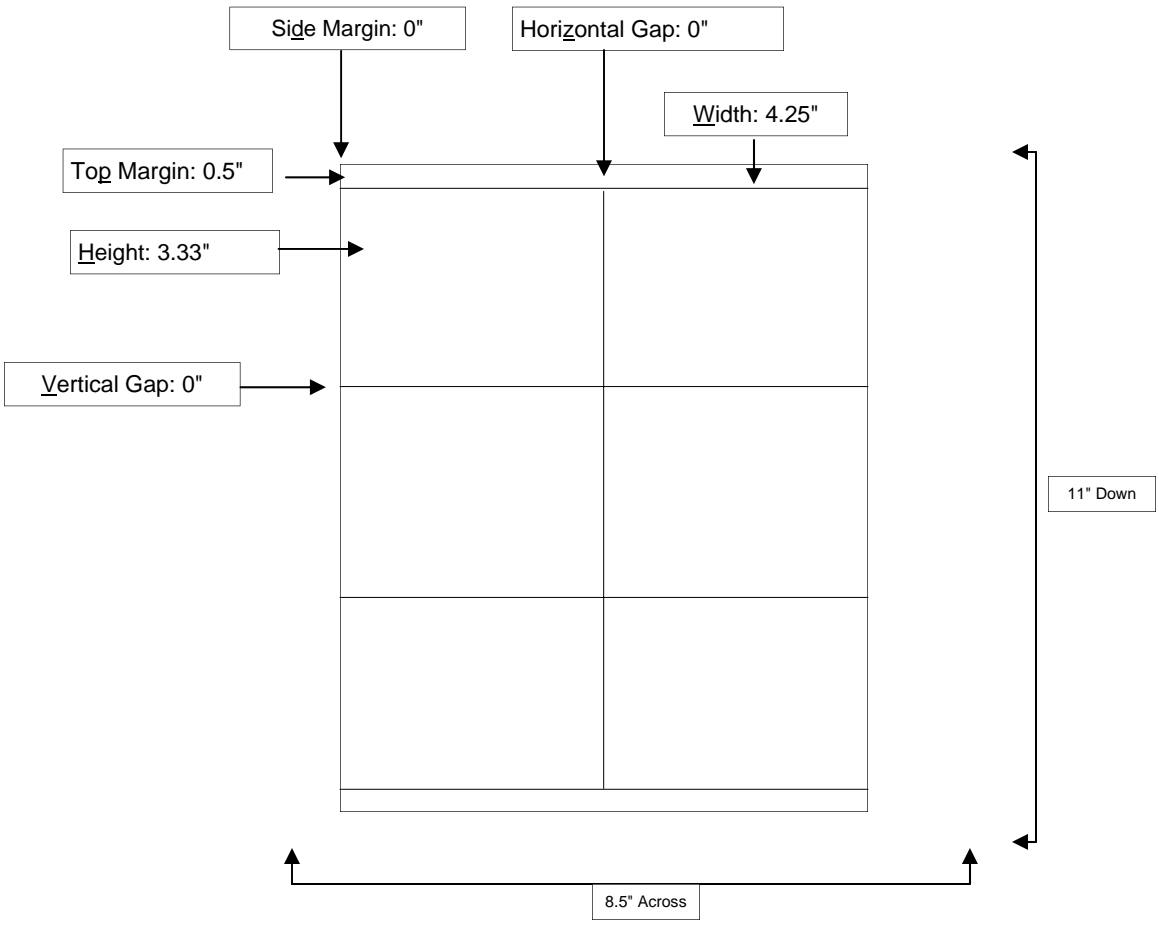 Side Margin: 0"
Horizontal Gap: 0"
Width: 4.25"
Top Margin: 0.5"
Height: 3.33"
Vertical Gap: 0"
11" Down
8.5" Across